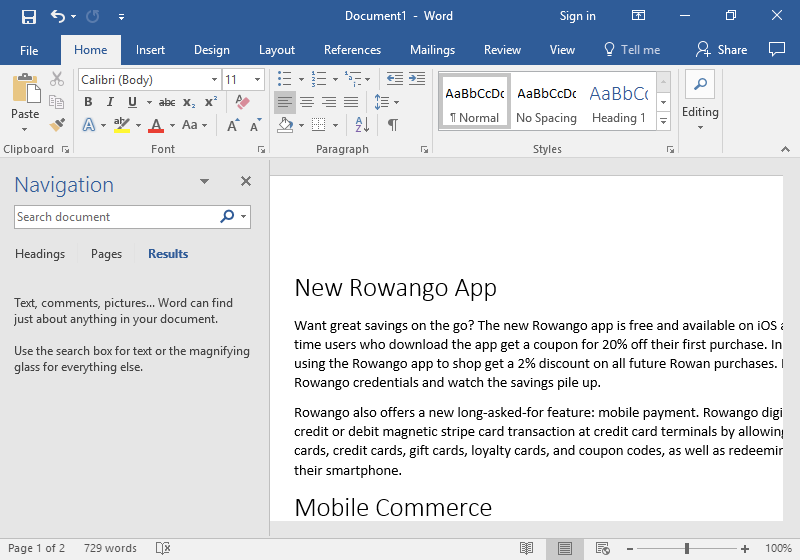 Document1 - Word
Sign in
File
Home
Insert
Design
Layout
References
Mailings
Review
View
Tell me
Share
Paste
Clipboard
Calibri (Body)
11
B I U abc X₂ X²
A ab A Aa A A
Font
Paragraph
AaBbCcDc
¶ Normal
AaBbCcDc
No Spacing
AaBbCc
Heading 1
Styles
Editing
Navigation
Search document
Headings
Pages
Results
Text, comments, pictures... Word can find
just about anything in your document.
Use the search box for text or the magnifying
glass for everything else.
New Rowango App
Want great savings on the go? The new Rowango app is free and available on iOS
time users who download the app get a coupon for 20% off their first purchase. In
using the Rowango app to shop get a 2% discount on all future Rowan purchases.
Rowango credentials and watch the savings pile up.
Rowango also offers a new long-asked-for feature: mobile payment. Rowango digi
credit or debit magnetic stripe card transaction at credit card terminals by allowing
cards, credit cards, gift cards, loyalty cards, and coupon codes, as well as redeemin
their smartphone.
Mobile Commerce
Page 1 of 2
729 words
100%